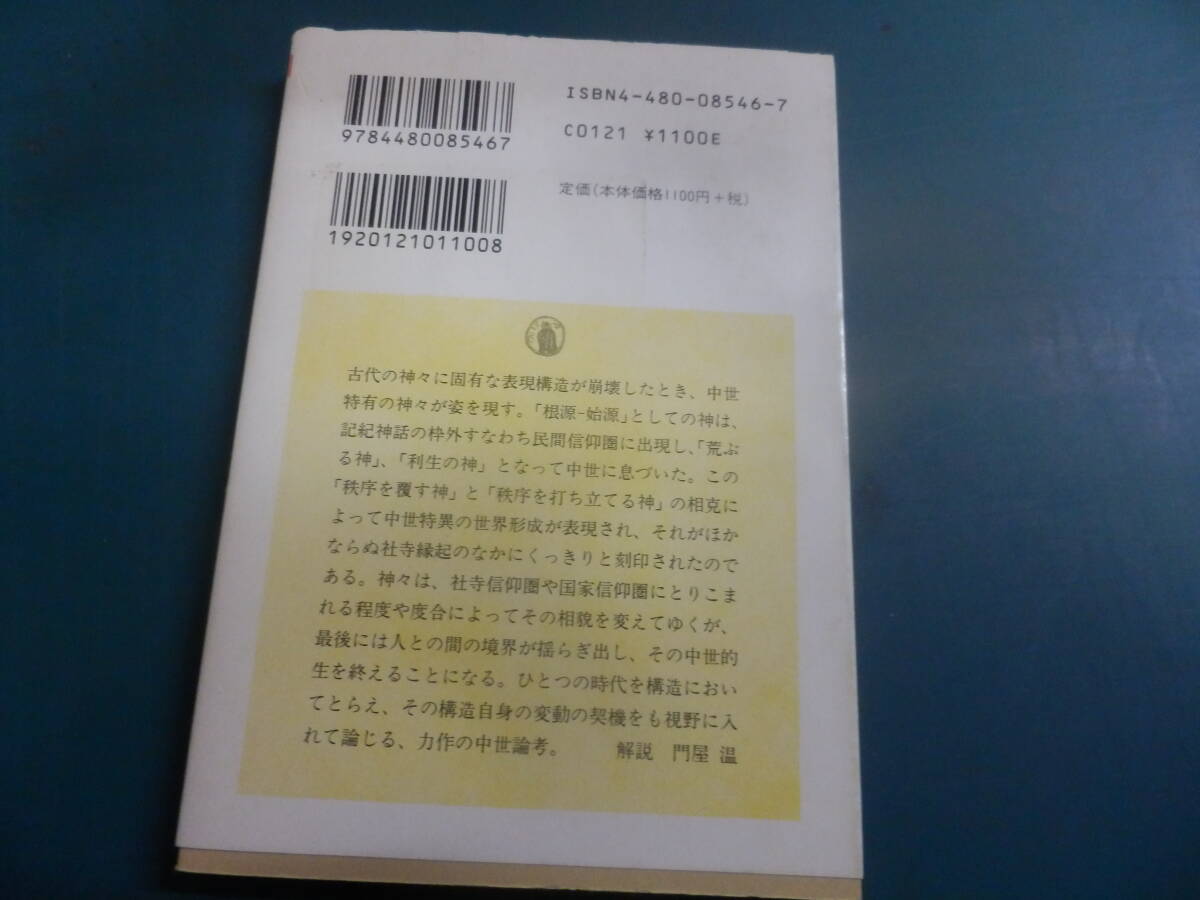 ISBN4-480-08546-7
9784480085467
C0121 ¥1100E
定価(本体価格1100円+税)
1920121011008
古代の神々に固有な表現構造が崩壊したとき、中世
特有の神々が姿を現す。「根源-始源」としての神は、
記紀神話の枠外すなわち民間信仰圏に出現し、「荒ぶ
る神」、「利生の神」となって中世に息づいた。この
「秩序を覆す神」と「秩序を打ち立てる神」の相克に
よって中世特異の世界形成が表現され、それがほか
ならぬ社寺縁起のなかにくっきりと刻印されたので
ある。神々は、社寺信仰圏や国家信仰圏にとりこま
れる程度や度合によってその相貌を変えてゆくが、
最後には人との間の境界が揺らぎ出し、その中世的
生を終えることになる。ひとつの時代を構造におい
てとらえ、その構造自身の変動の契機をも視野に入
れて論じる、力作の中世論考。 解説 門屋 温